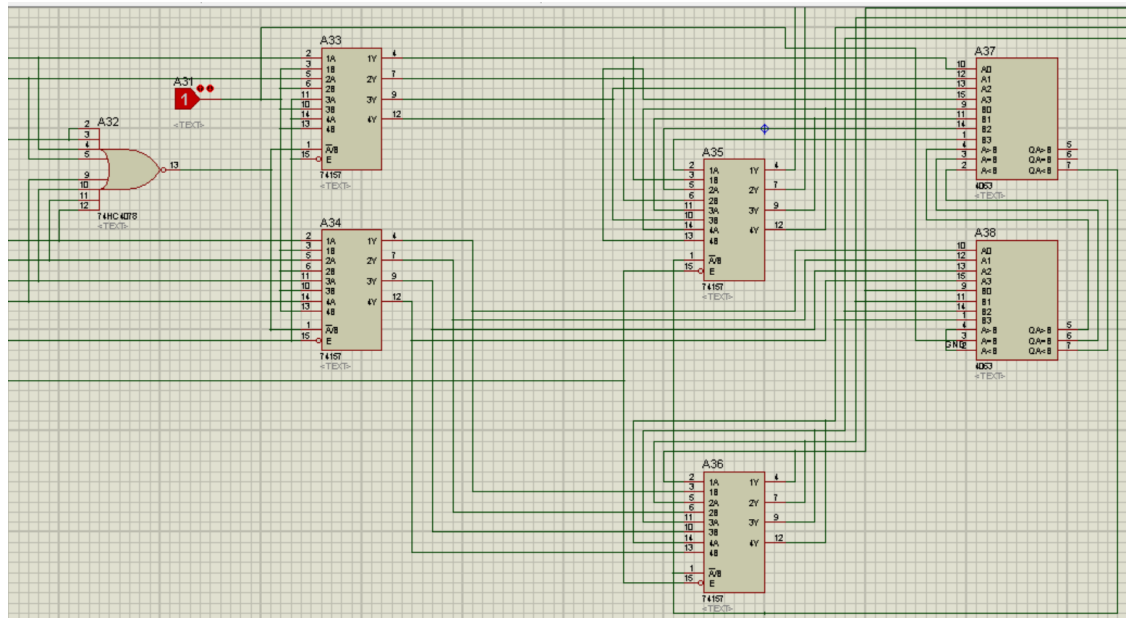 A31
1
<TEXT>
A32
2
3
4
5
9
10
11
12
13
74HC4078
<TEXT>
A33
2 1A 1Y 4
3 1B
5 2A 2Y 7
6 2B
11 3A 3Y 9
10 3B
14 4A 4Y 12
13 4B
1 A/B
15 E
74157
<TEXT>
A34
2 1A 1Y 4
3 1B
5 2A 2Y 7
6 2B
11 3A 3Y 9
10 3B
14 4A 4Y 12
13 4B
1 A/B
15 E
74157
<TEXT>
A35
2 1A 1Y 4
3 1B
5 2A 2Y 7
6 2B
11 3A 3Y 9
10 3B
14 4A 4Y 12
13 4B
1 A/B
15 E
74157
<TEXT>
A36
2 1A 1Y 4
3 1B
5 2A 2Y 7
6 2B
11 3A 3Y 9
10 3B
14 4A 4Y 12
13 4B
1 A/B
15 E
74157
<TEXT>
A37
10 A0
12 A1
13 A2
15 A3
9 B0
11 B1
14 B2
1 B3
4 A>B QA>B 5
3 A=B QA=B 6
2 A<B QA<B 7
4063
<TEXT>
A38
10 A0
12 A1
13 A2
15 A3
9 B0
11 B1
14 B2
1 B3
4 A>B QA>B 5
3 A=B QA=B 6
GND A<B QA<B 7
4063
<TEXT>